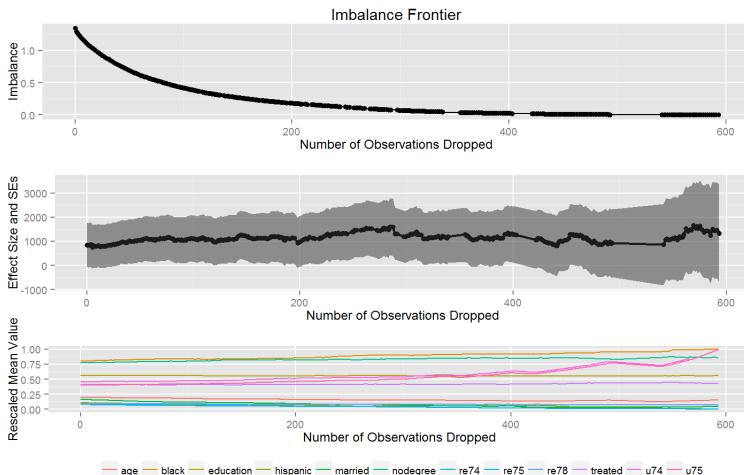 Imbalance Frontier
Imbalance
1.0
0.5
0.0
0 200 400 600
Number of Observations Dropped
Effect Size and SEs
3000
2000
1000
0
-1000
0 200 400 600
Number of Observations Dropped
Rescaled Mean Value
1.00
0.75
0.50
0.25
0.00
0 200 400 600
Number of Observations Dropped
age black education hispanic married nodegree re74 re75 re78 treated u74 u75